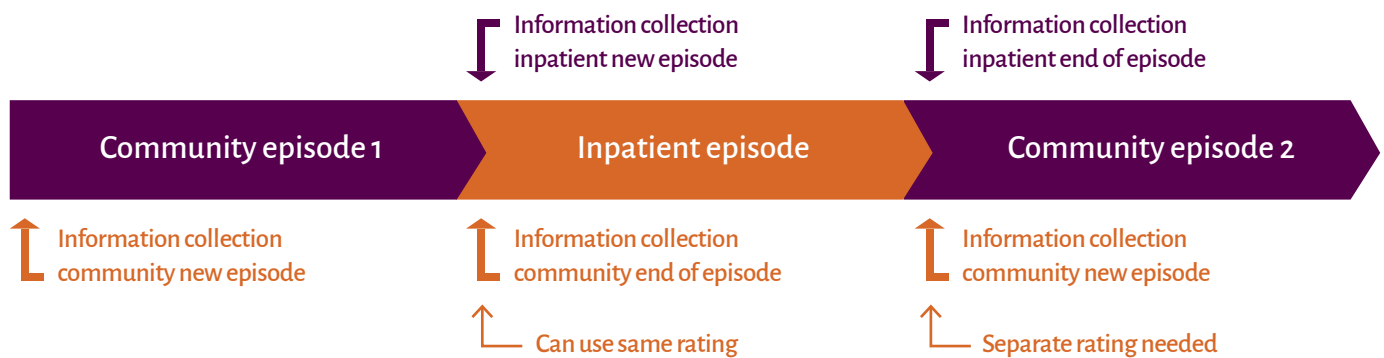 Information collection
inpatient new episode
Information collection
inpatient end of episode
Community episode 1
Inpatient episode
Community episode 2
Information collection
community new episode
Information collection
community end of episode
Information collection
community new episode
Can use same rating
Separate rating needed